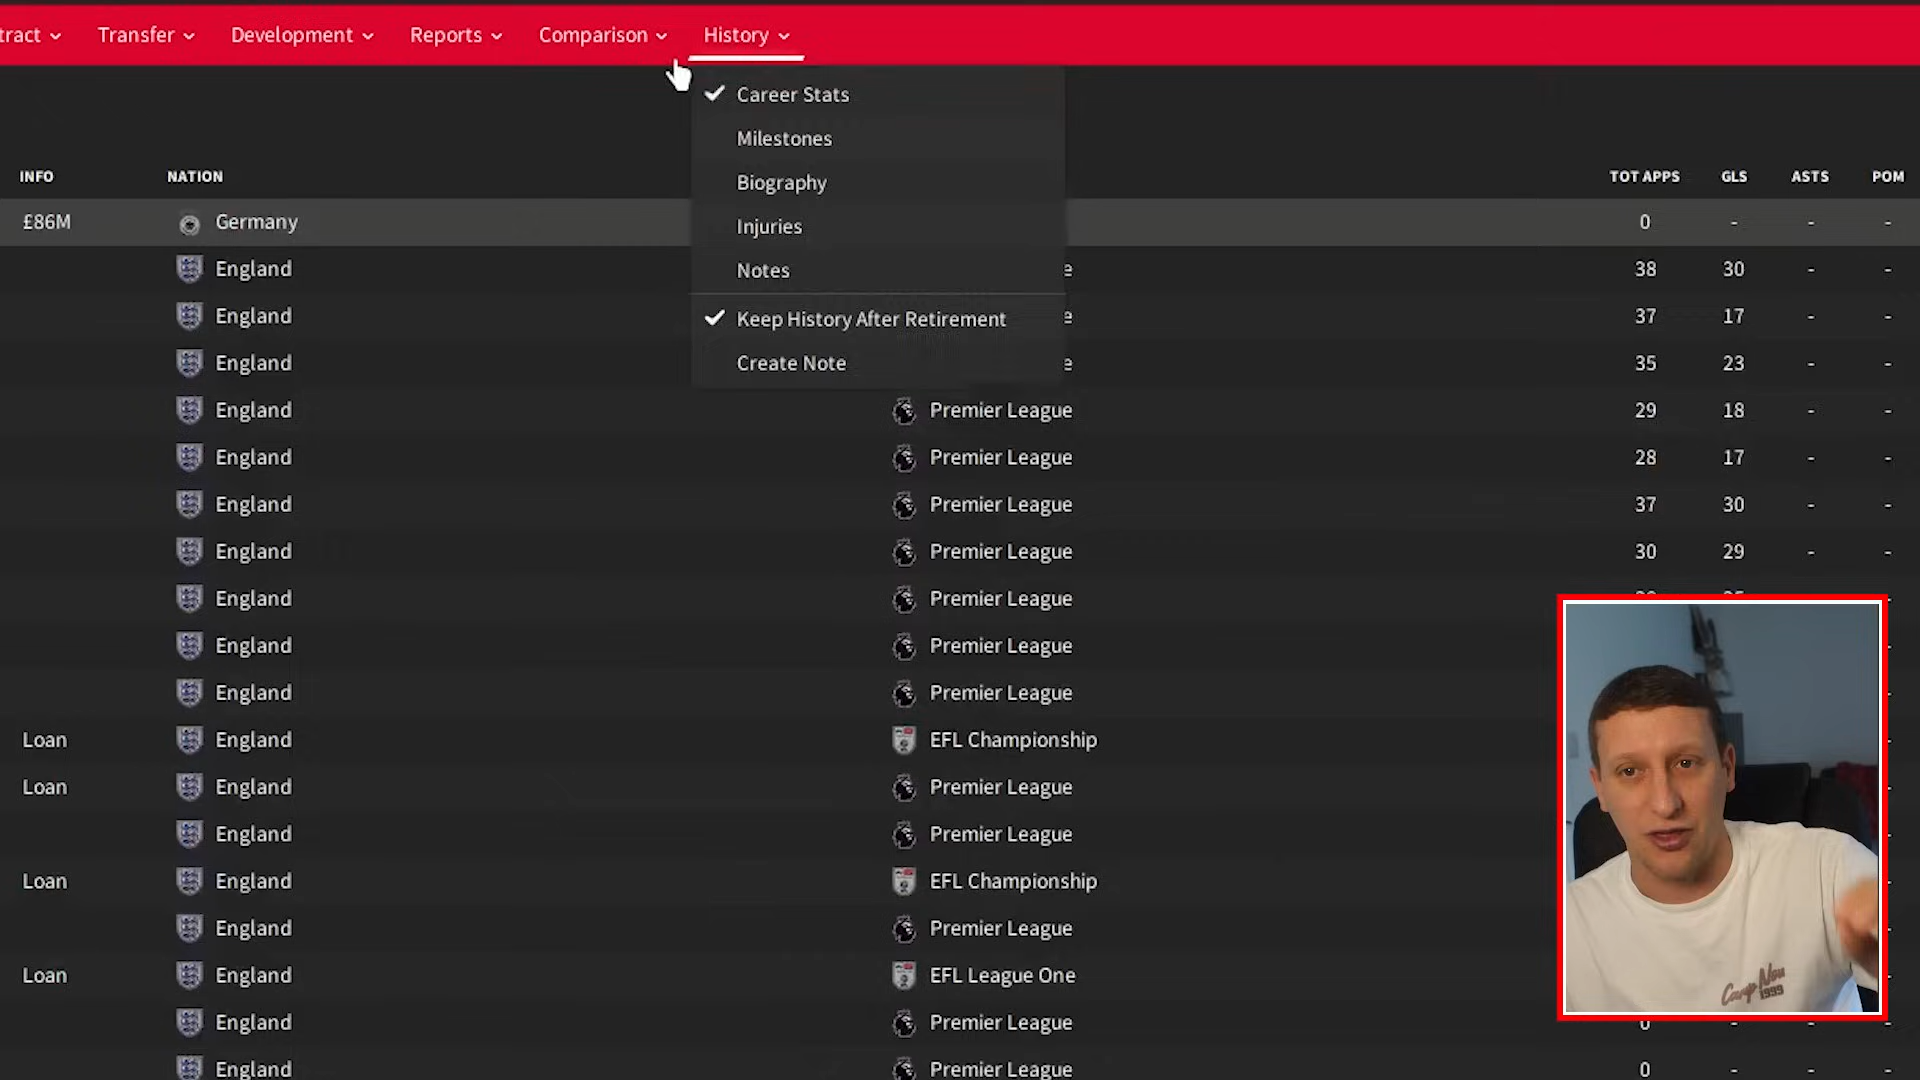 tract Transfer Development Reports Comparison History
Career Stats
Milestones
Biography
Injuries
Notes
Keep History After Retirement
Create Note
INFO NATION TOT APPS GLS ASTS POM
£86M Germany 0 - - -
England e 38 30 - -
England e 37 17 - -
England e 35 23 - -
England Premier League 29 18 - -
England Premier League 28 17 - -
England Premier League 37 30 - -
England Premier League 30 29 - -
England Premier League
England Premier League
England Premier League
Loan England EFL Championship
Loan England Premier League
England Premier League
Loan England EFL Championship
England Premier League
Loan England EFL League One
England Premier League 0 - - -
England Premier League 0 - - -
Camp Nou
1999